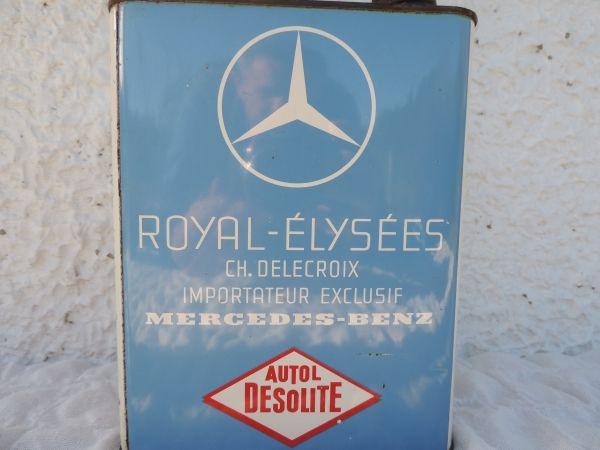 ROYAL-ÉLYSÉES
CH. DELECROIX
IMPORTATEUR EXCLUSIF
MERCEDES-BENZ
AUTOL
DESOLITE